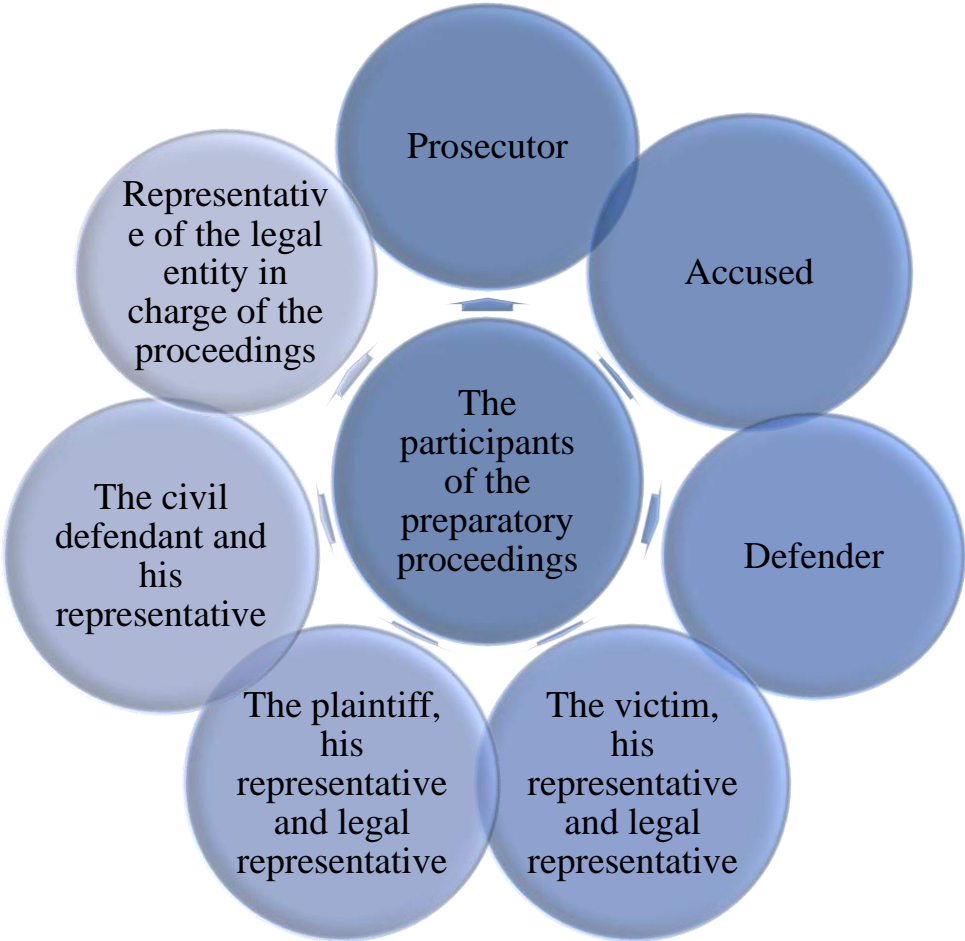 Prosecutor
Accused
Defender
The victim,
his
representative
and legal
representative
The plaintiff,
his
representative
and legal
representative
The civil
defendant and
his
representative
Representativ
e of the legal
entity in
charge of the
proceedings
The
participants
of the
preparatory
proceedings